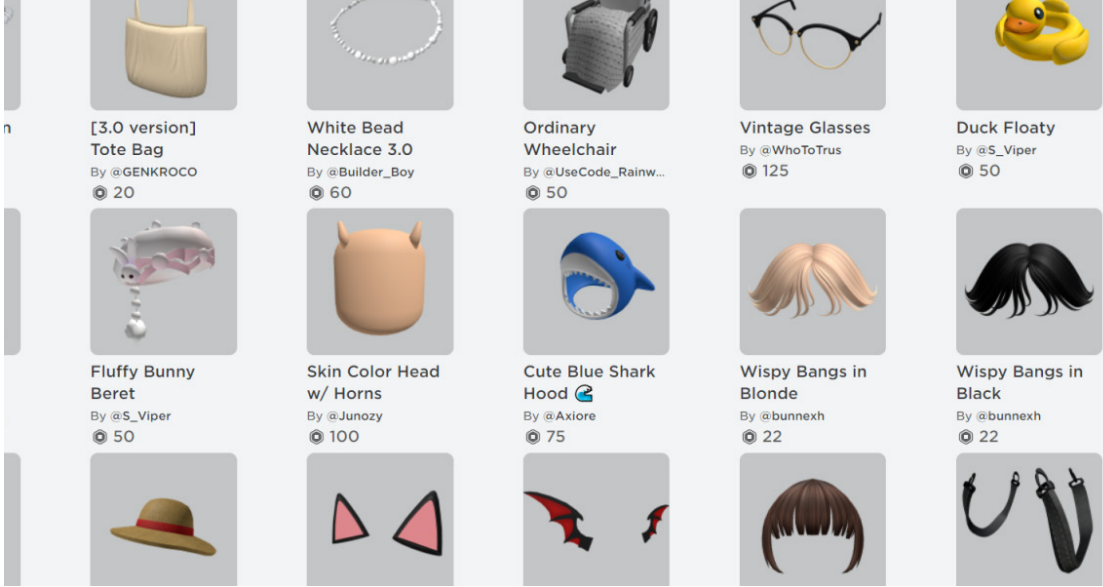 n
[3.0 version]
Tote Bag
By @GENKROCO
20
White Bead
Necklace 3.0
By @Builder_Boy
60
Ordinary
Wheelchair
By @UseCode_Rainw...
50
Vintage Glasses
By @WhoToTrus
125
Duck Floaty
By @S_Viper
50
Fluffy Bunny
Beret
By @S_Viper
50
Skin Color Head
w/ Horns
By @Junozy
100
Cute Blue Shark
Hood 🌊
By @Axiore
75
Wispy Bangs in
Blonde
By @bunnexh
22
Wispy Bangs in
Black
By @bunnexh
22